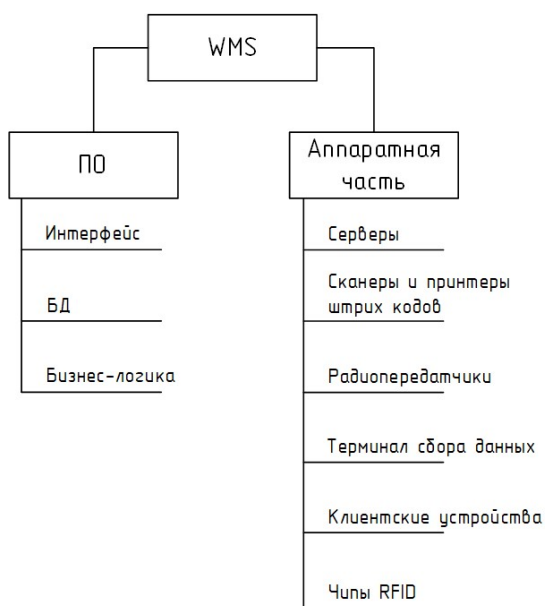 WMS
ПО
Аппаратная
часть
Интерфейс
БД
Бизнес-логика
Серверы
Сканеры и принтеры
штрих кодов
Радиопередатчики
Терминал сбора данных
Клиентские устройства
Чипы RFID